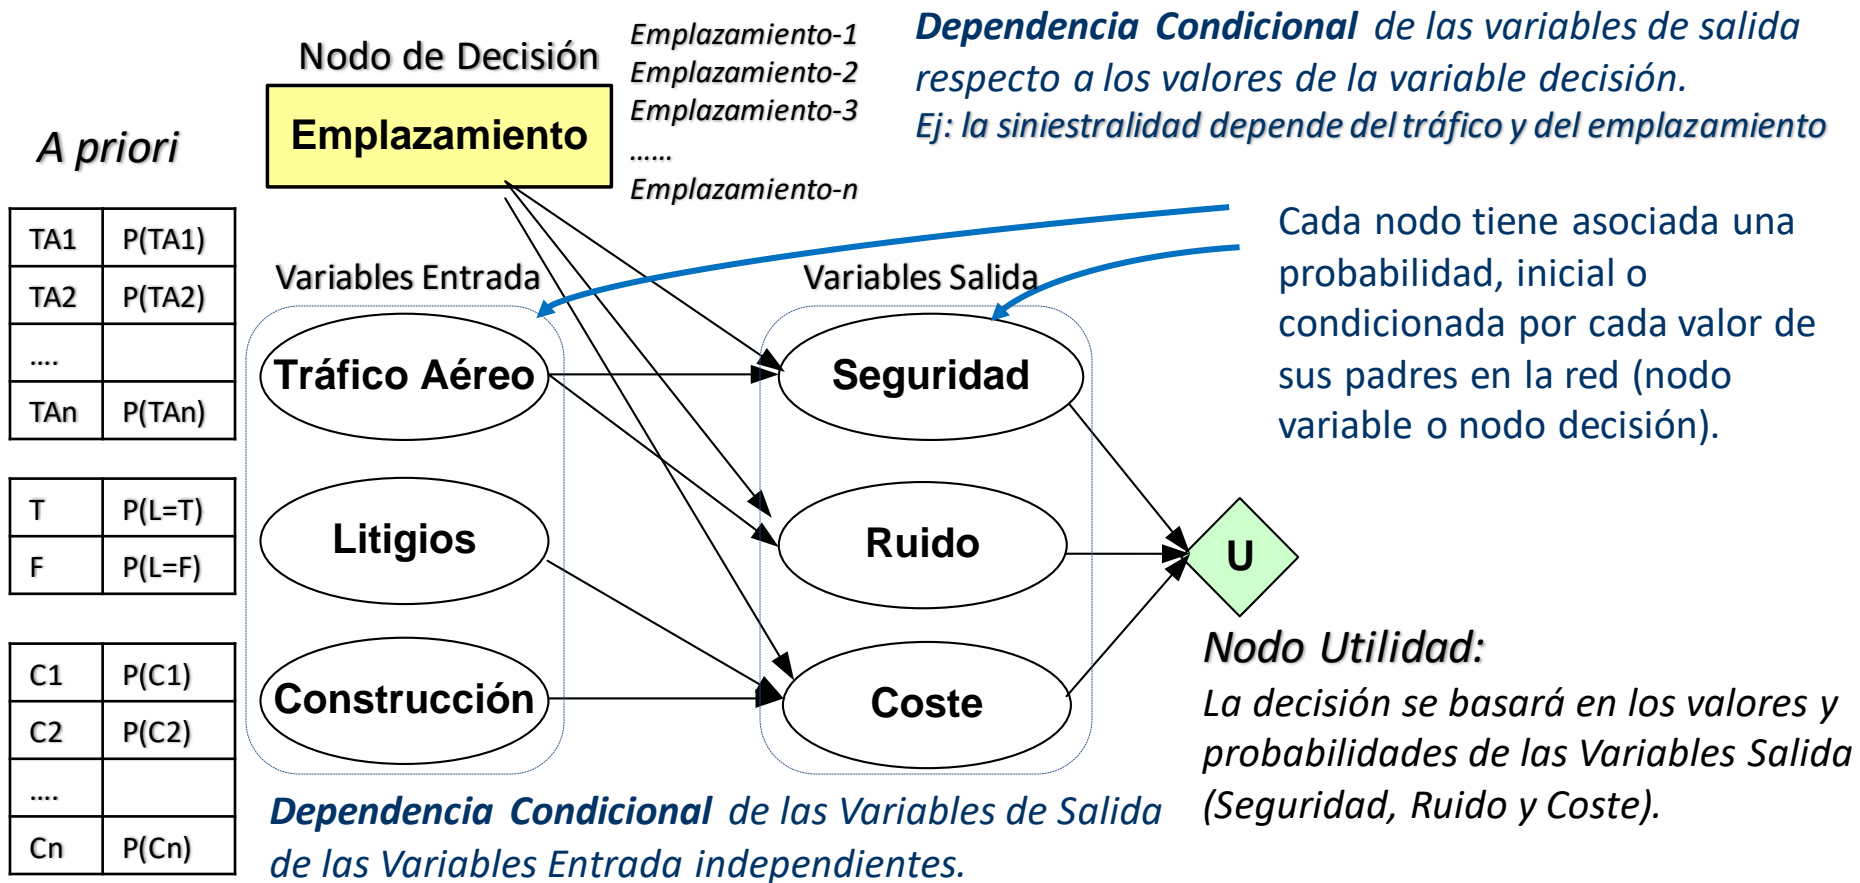 Nodo de Decisión
Emplazamiento
Emplazamiento-1
Emplazamiento-2
Emplazamiento-3
......
Emplazamiento-n
Dependencia Condicional de las variables de salida
respecto a los valores de la variable decisión.
Ej: la siniestralidad depende del tráfico y del emplazamiento
A priori
TA1 P(TA1)
TA2 P(TA2)
....
TAn P(TAn)
T P(L=T)
F P(L=F)
C1 P(C1)
C2 P(C2)
....
Cn P(Cn)
Variables Entrada
Tráfico Aéreo
Litigios
Construcción
Variables Salida
Seguridad
Ruido
Coste
U
Cada nodo tiene asociada una
probabilidad, inicial o
condicionada por cada valor de
sus padres en la red (nodo
variable o nodo decisión).
Nodo Utilidad:
La decisión se basará en los valores y
probabilidades de las Variables Salida
(Seguridad, Ruido y Coste).
Dependencia Condicional de las Variables de Salida
de las Variables Entrada independientes.